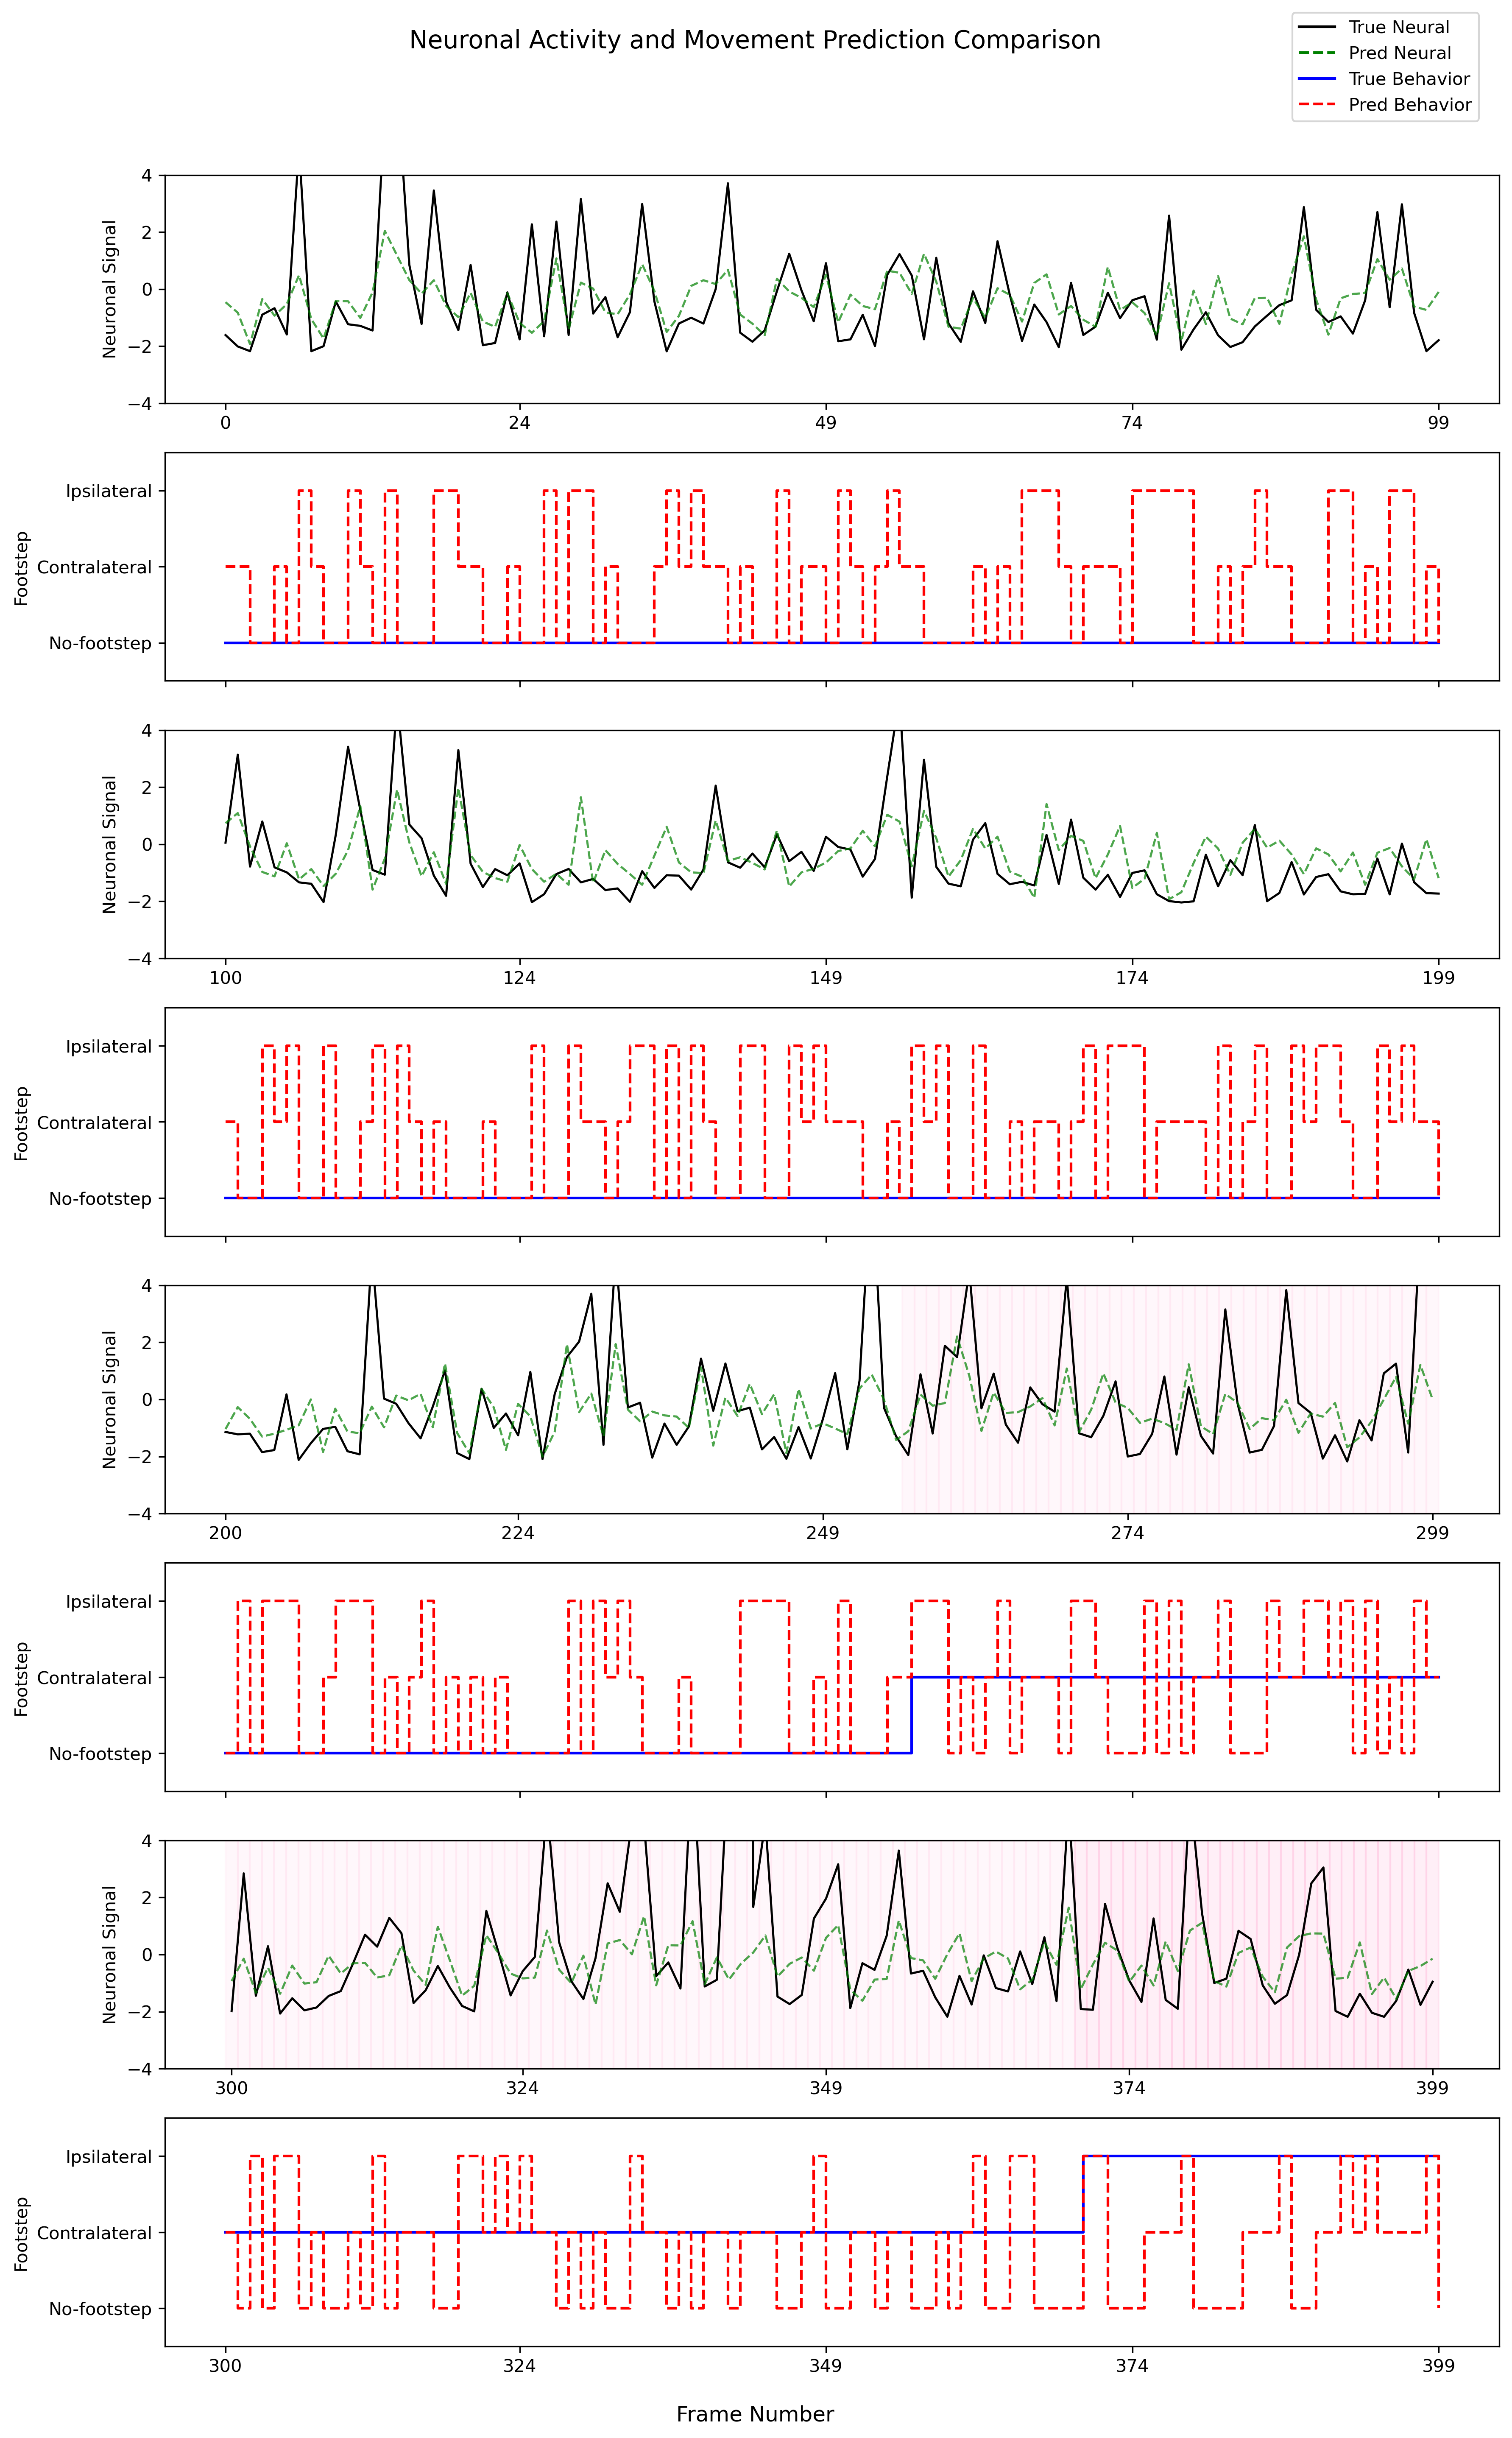 Neuronal Activity and Movement Prediction Comparison
True Neural
Pred Neural
True Behavior
Pred Behavior
Neuronal Signal
4
2
0
−2
−4
0 24 49 74 99
Footstep
Ipsilateral
Contralateral
No-footstep
Neuronal Signal
4
2
0
−2
−4
100 124 149 174 199
Footstep
Ipsilateral
Contralateral
No-footstep
Neuronal Signal
4
2
0
−2
−4
200 224 249 274 299
Footstep
Ipsilateral
Contralateral
No-footstep
Neuronal Signal
4
2
0
−2
−4
300 324 349 374 399
Footstep
Ipsilateral
Contralateral
No-footstep
300 324 349 374 399
Frame Number